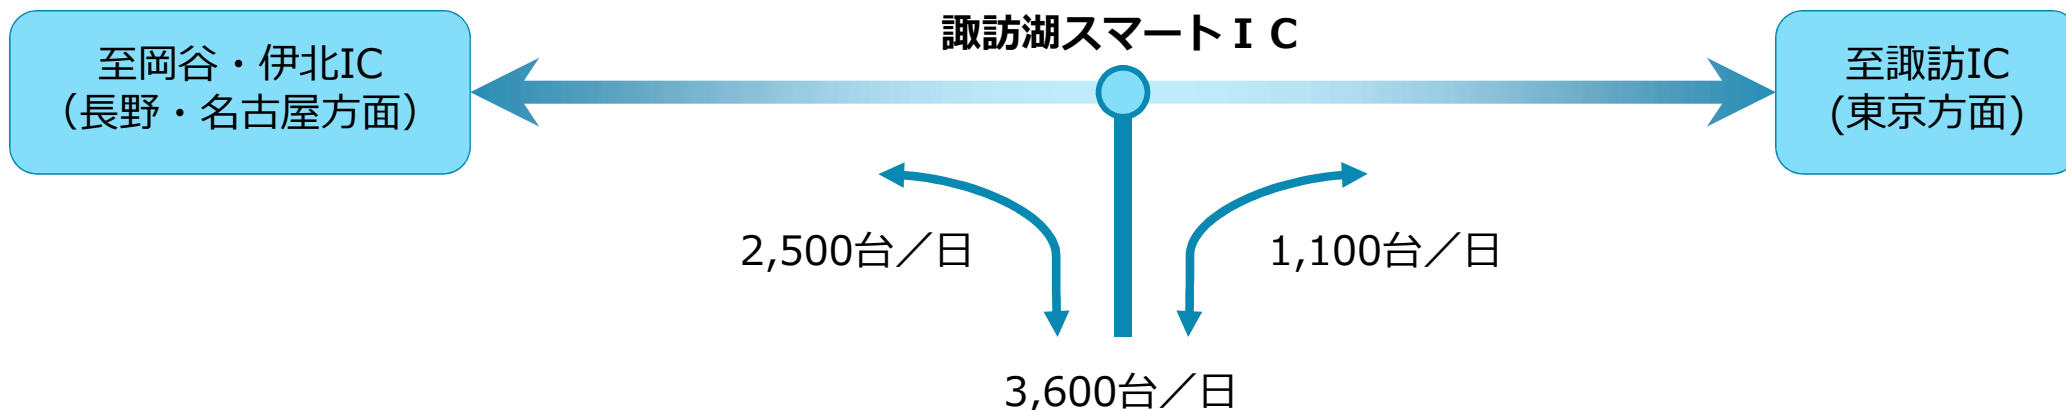 諏訪湖スマートＩＣ
至岡谷・伊北IC
（長野・名古屋方面）
至諏訪IC
(東京方面)
2,500台／日
1,100台／日
3,600台／日